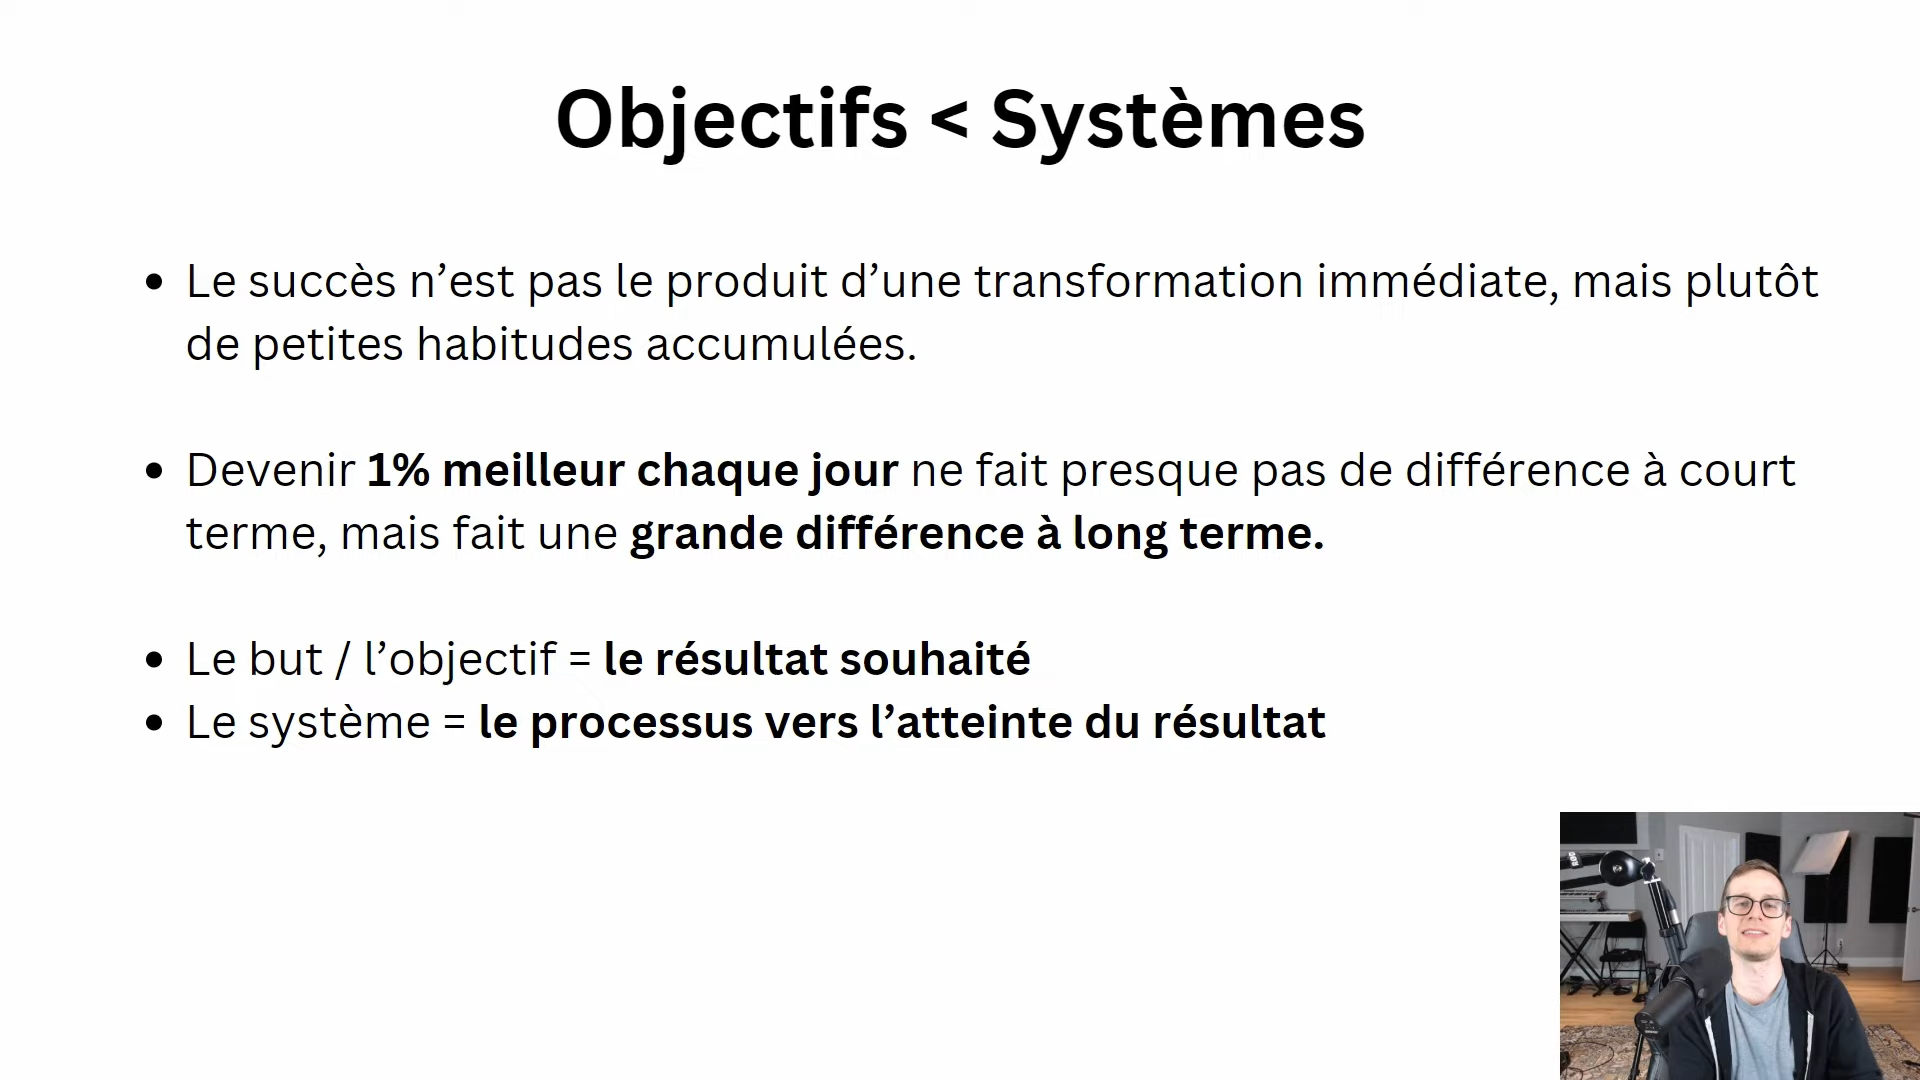 Objectifs < Systèmes
• Le succès n’est pas le produit d’une transformation immédiate, mais plutôt
de petites habitudes accumulées.
• Devenir 1% meilleur chaque jour ne fait presque pas de différence à court
terme, mais fait une grande différence à long terme.
• Le but / l’objectif = le résultat souhaité
• Le système = le processus vers l’atteinte du résultat